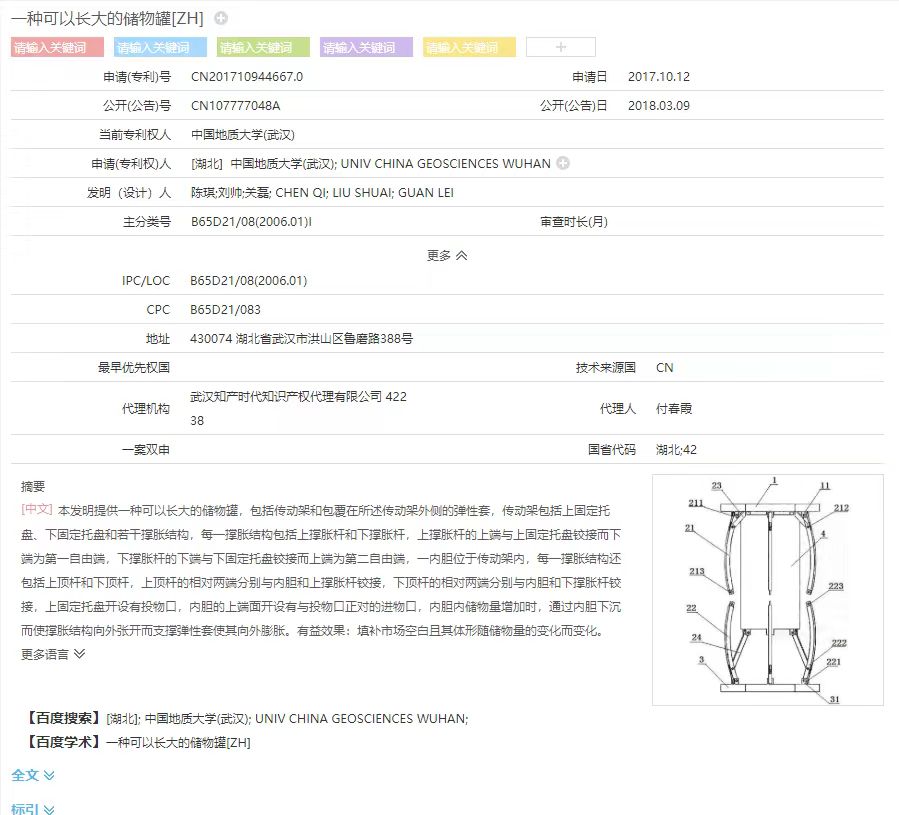 一种可以长大的储物罐[ZH]
请输入关键词 请输入关键词 请输入关键词 请输入关键词 请输入关键词
申请(专利)号 CN201710944667.0 申请日 2017.10.12
公开(公告)号 CN107777048A 公开(公告)日 2018.03.09
当前专利权人 中国地质大学(武汉)
申请(专利权)人 [湖北] 中国地质大学(武汉); UNIV CHINA GEOSCIENCES WUHAN
发明（设计）人 陈琪;刘帅;关磊; CHEN QI; LIU SHUAI; GUAN LEI
主分类号 B65D21/08(2006.01)I 审查时长(月)
更多
IPC/LOC B65D21/08(2006.01)
CPC B65D21/083
地址 430074 湖北省武汉市洪山区鲁磨路388号
最早优先权国 技术来源国 CN
代理机构 武汉知产时代知识产权代理有限公司 422
38 代理人 付春霞
一案双申 国省代码 湖北;42
摘要
[中文] 本发明提供一种可以长大的储物罐，包括传动架和包覆在所述传动架外侧的弹性套，传动架包括上固定托
盘、下固定托盘和若干撑胀结构，每一撑胀结构包括上撑胀杆和下撑胀杆，上撑胀杆的上端与上固定托盘铰接而下
端为第一自由端，下撑胀杆的下端与下固定托盘铰接而上端为第二自由端，一内胆位于传动架内，每一撑胀结构还
包括上顶杆和下顶杆，上顶杆的相对两端分别与内胆和上撑胀杆铰接，下顶杆的相对两端分别与内胆和下撑胀杆铰
接，上固定托盘开设有投物口，内胆的上端面开设有与投物口正对的进物口，内胆内储物量增加时，通过内胆下沉
而使撑胀结构向外张开而支撑弹性套使其向外膨胀。有益效果：填补市场空白且其体形随储物量的变化而变化。
更多语言
23 1 11
211 212
21 4
213 223
22
24 222
3 221
31
【百度搜索】[湖北]; 中国地质大学(武汉); UNIV CHINA GEOSCIENCES WUHAN;
【百度学术】一种可以长大的储物罐[ZH]
全文
标引